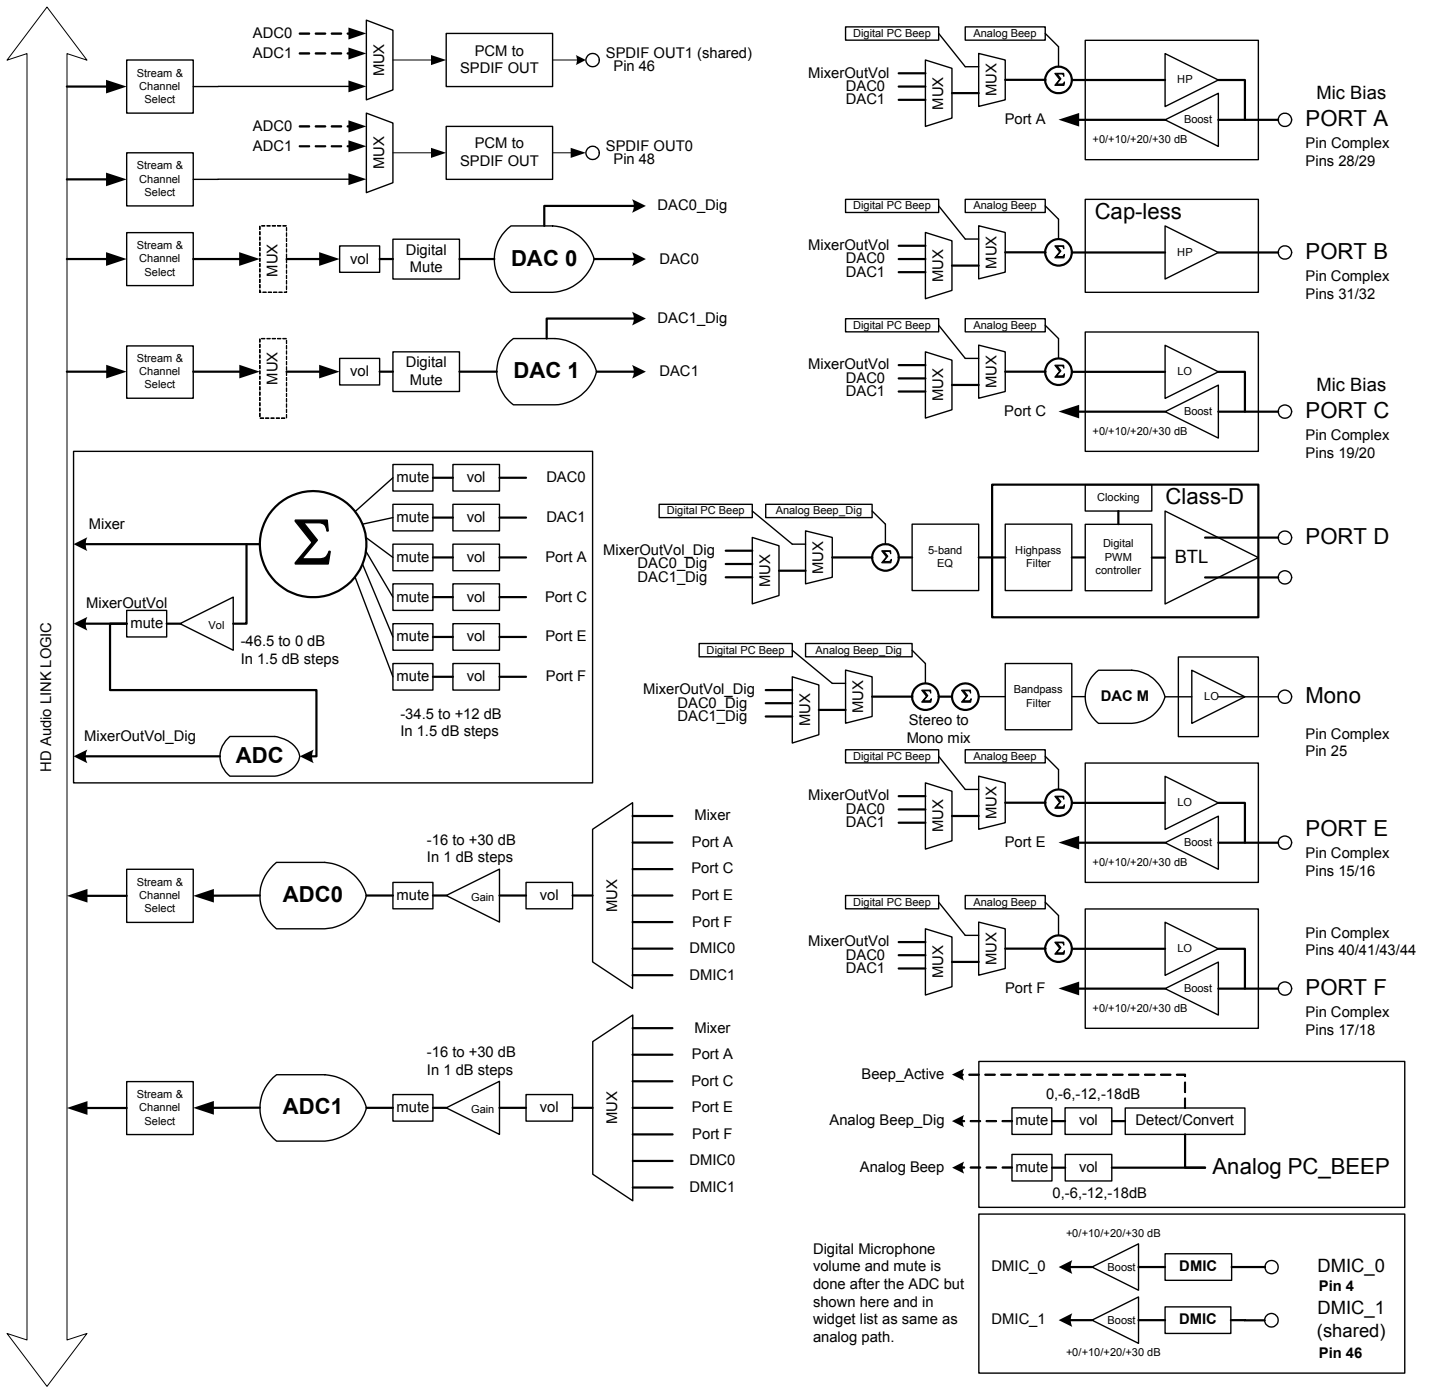 HD Audio LINK LOGIC
ADC0
ADC1
Stream &
Channel
Select
MUX
PCM to
SPDIF OUT
SPDIF OUT1 (shared)
Pin 46
ADC0
ADC1
Stream &
Channel
Select
MUX
PCM to
SPDIF OUT
SPDIF OUT0
Pin 48
Stream &
Channel
Select
MUX
vol
Digital
Mute
DAC 0
DAC0_Dig
DAC0
Stream &
Channel
Select
MUX
vol
Digital
Mute
DAC 1
DAC1_Dig
DAC1
Mixer
Σ
mute
vol
DAC0
mute
vol
DAC1
mute
vol
Port A
mute
vol
Port C
mute
vol
Port E
mute
vol
Port F
MixerOutVol
mute
Vol
-46.5 to 0 dB
In 1.5 dB steps
-34.5 to +12 dB
In 1.5 dB steps
MixerOutVol_Dig
ADC
Stream &
Channel
Select
ADC0
mute
Gain
-16 to +30 dB
In 1 dB steps
vol
MUX
Mixer
Port A
Port C
Port E
Port F
DMIC0
DMIC1
Stream &
Channel
Select
ADC1
mute
Gain
-16 to +30 dB
In 1 dB steps
vol
MUX
Mixer
Port A
Port C
Port E
Port F
DMIC0
DMIC1
Digital PC Beep
Analog Beep
MixerOutVol
DAC0
DAC1
MUX
MUX
Σ
HP
Port A
Boost
+0/+10/+20/+30 dB
Mic Bias
PORT A
Pin Complex
Pins 28/29
Digital PC Beep
Analog Beep
MixerOutVol
DAC0
DAC1
MUX
MUX
Σ
Cap-less
HP
PORT B
Pin Complex
Pins 31/32
Digital PC Beep
Analog Beep
MixerOutVol
DAC0
DAC1
MUX
MUX
Σ
LO
Port C
Boost
+0/+10/+20/+30 dB
Mic Bias
PORT C
Pin Complex
Pins 19/20
Digital PC Beep
Analog Beep_Dig
MixerOutVol_Dig
DAC0_Dig
DAC1_Dig
MUX
MUX
Σ
5-band
EQ
Highpass
Filter
Clocking
Digital
PWM
controller
Class-D
BTL
PORT D
Digital PC Beep
Analog Beep_Dig
MixerOutVol_Dig
DAC0_Dig
DAC1_Dig
MUX
MUX
Σ
Σ
Stereo to
Mono mix
Bandpass
Filter
DAC M
LO
Mono
Pin Complex
Pin 25
Digital PC Beep
Analog Beep
MixerOutVol
DAC0
DAC1
MUX
MUX
Σ
LO
Port E
Boost
+0/+10/+20/+30 dB
PORT E
Pin Complex
Pins 15/16
Digital PC Beep
Analog Beep
MixerOutVol
DAC0
DAC1
MUX
MUX
Σ
LO
Port F
Boost
+0/+10/+20/+30 dB
Pin Complex
Pins 40/41/43/44
PORT F
Pin Complex
Pins 17/18
Beep_Active
0,-6,-12,-18dB
Analog Beep_Dig
mute
vol
Detect/Convert
Analog Beep
mute
vol
Analog PC_BEEP
0,-6,-12,-18dB
Digital Microphone
volume and mute is
done after the ADC but
shown here and in
widget list as same as
analog path.
+0/+10/+20/+30 dB
DMIC_0
Boost
DMIC
DMIC_0
Pin 4
DMIC_1
Boost
DMIC
DMIC_1
(shared)
Pin 46
+0/+10/+20/+30 dB